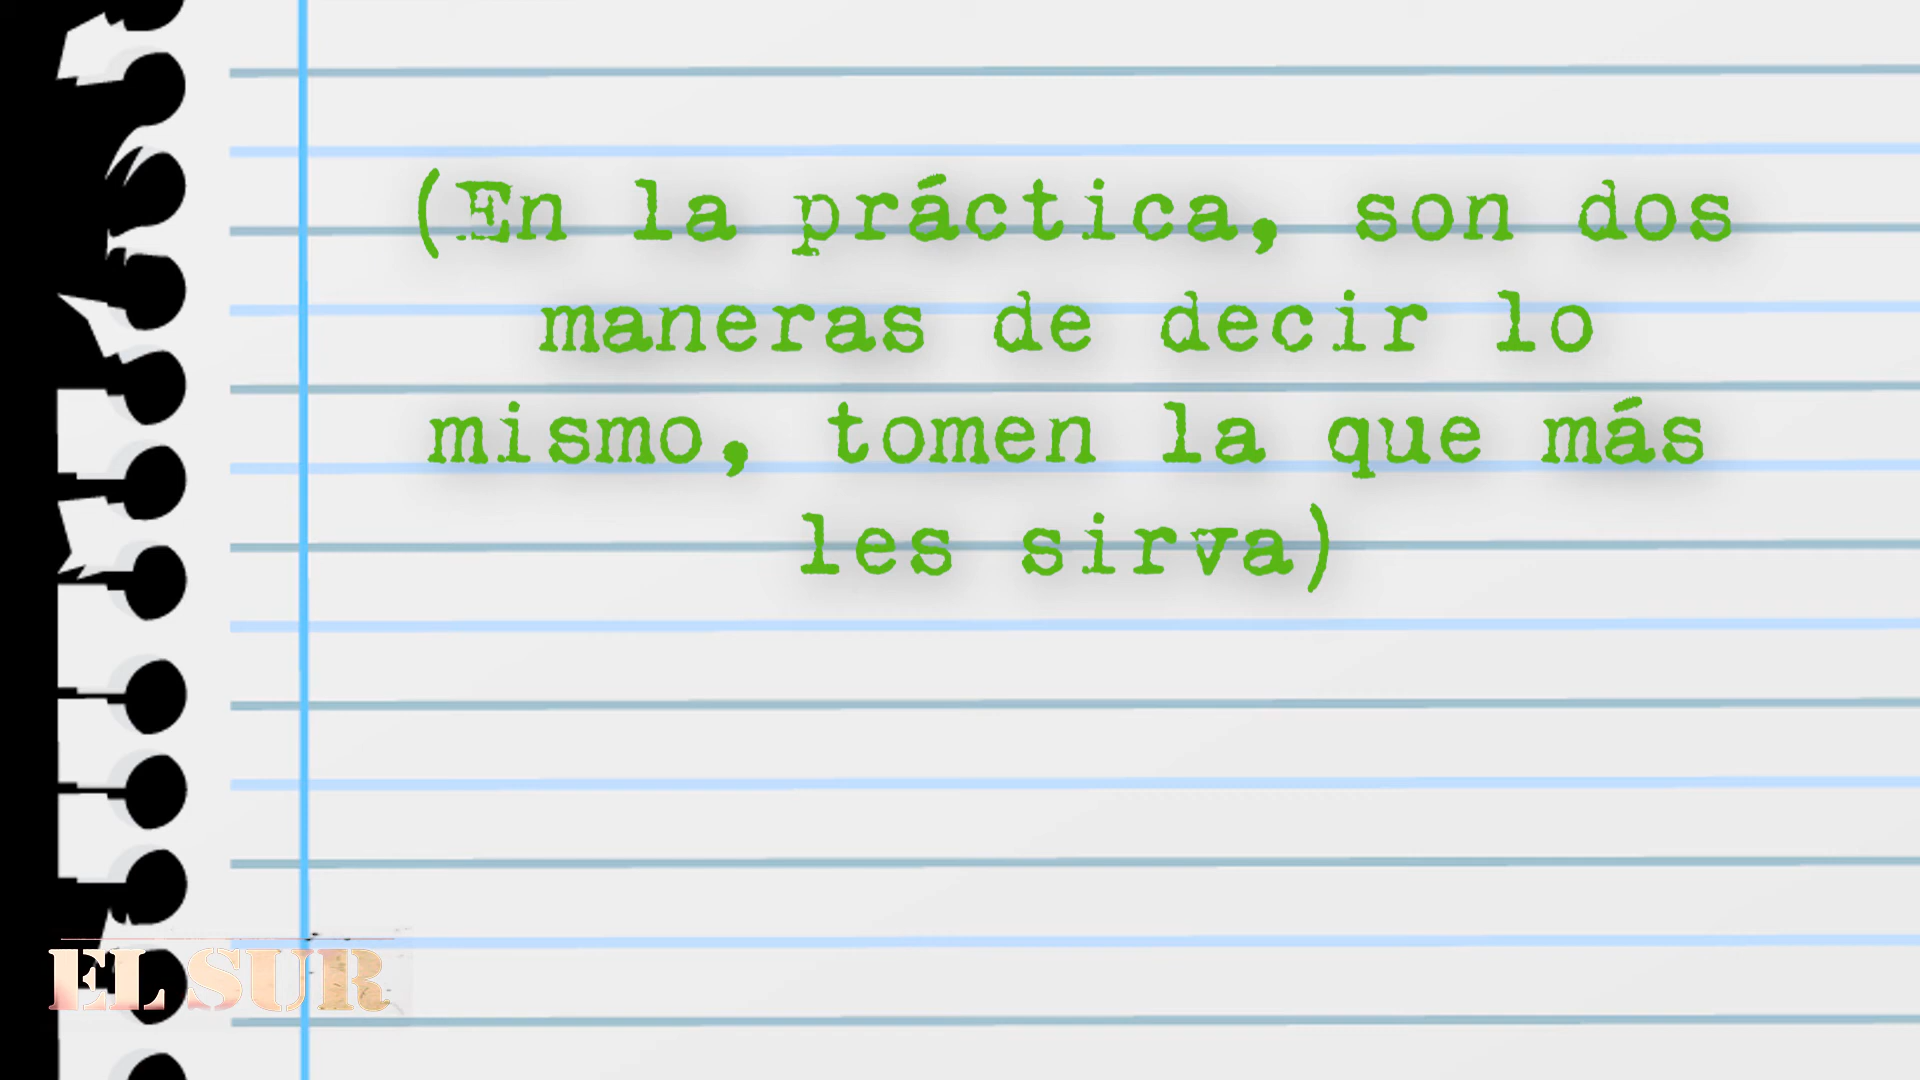 (En la práctica, son dos
maneras de decir lo
mismo, tomen la que más
les sirva)
EL SUR